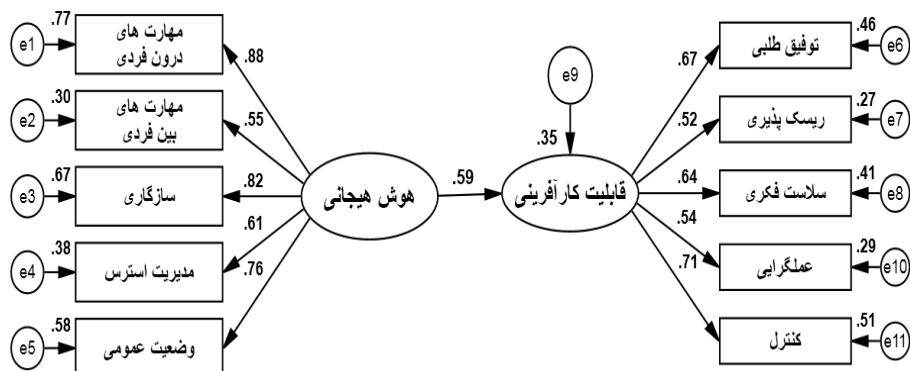 e1
.77
مهارت های
درون فردی
.88
e2
.30
مهارت های
بین فردی
.55
e3
.67
سازگاری
.82
e4
.38
مدیریت استرس
.61
e5
.58
وضعیت عمومی
.76
هوش هیجانی
.59
e9
.35
قابلیت کارآفرینی
.67
توفیق طلبی
.46
e6
.52
ریسک پذیری
.27
e7
.64
سلاست فکری
.41
e8
.54
عملگرایی
.29
e10
.71
کنترل
.51
e11